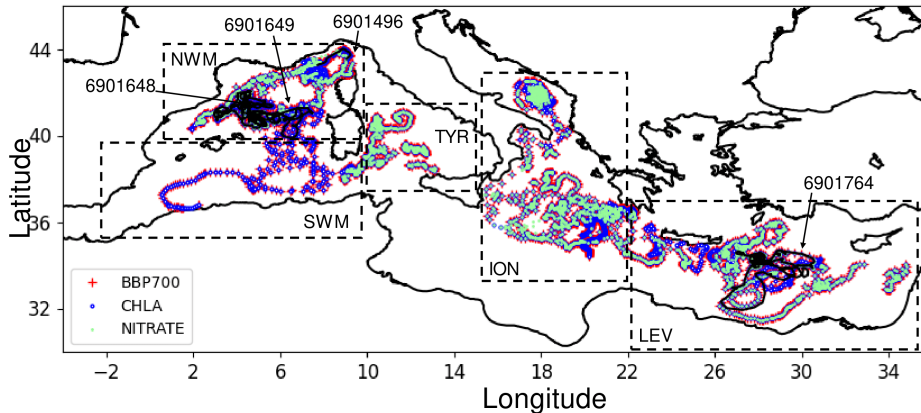 6901649
6901496
44
NWM
6901648
40
TYR
6901764
36
SWM
ION
32
LEV
Latitude
BBP700
CHLA
NITRATE
−2
2
6
10
14
18
22
26
30
34
Longitude